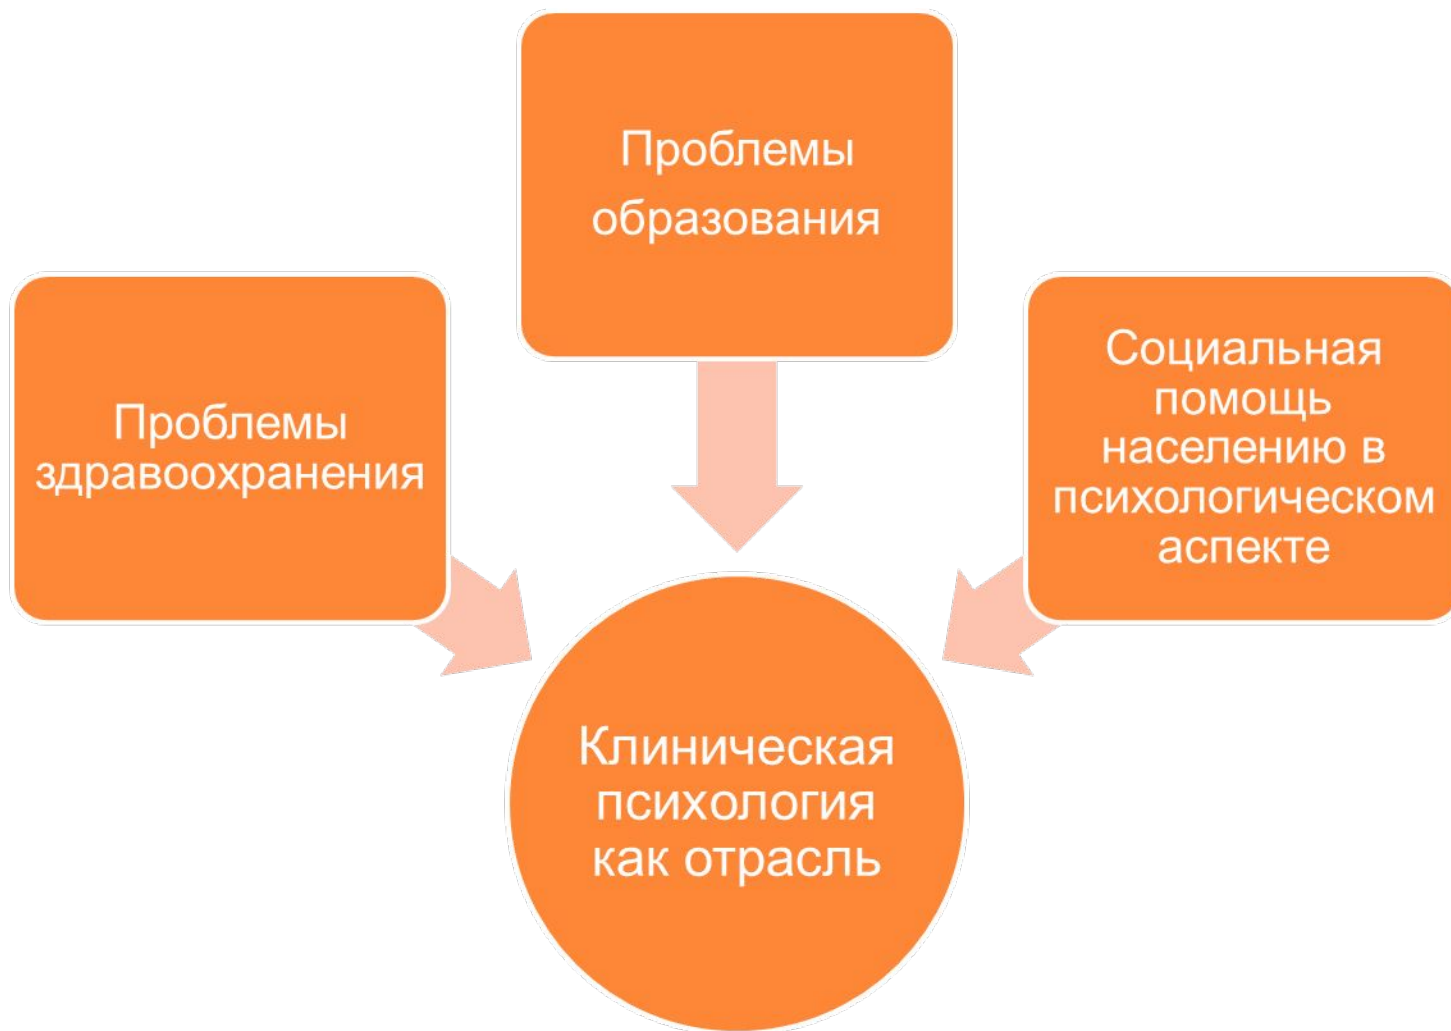 Проблемы
образования
Проблемы
здравоохранения
Социальная
помощь
населению в
психологическом
аспекте
Клиническая
психология
как отрасль